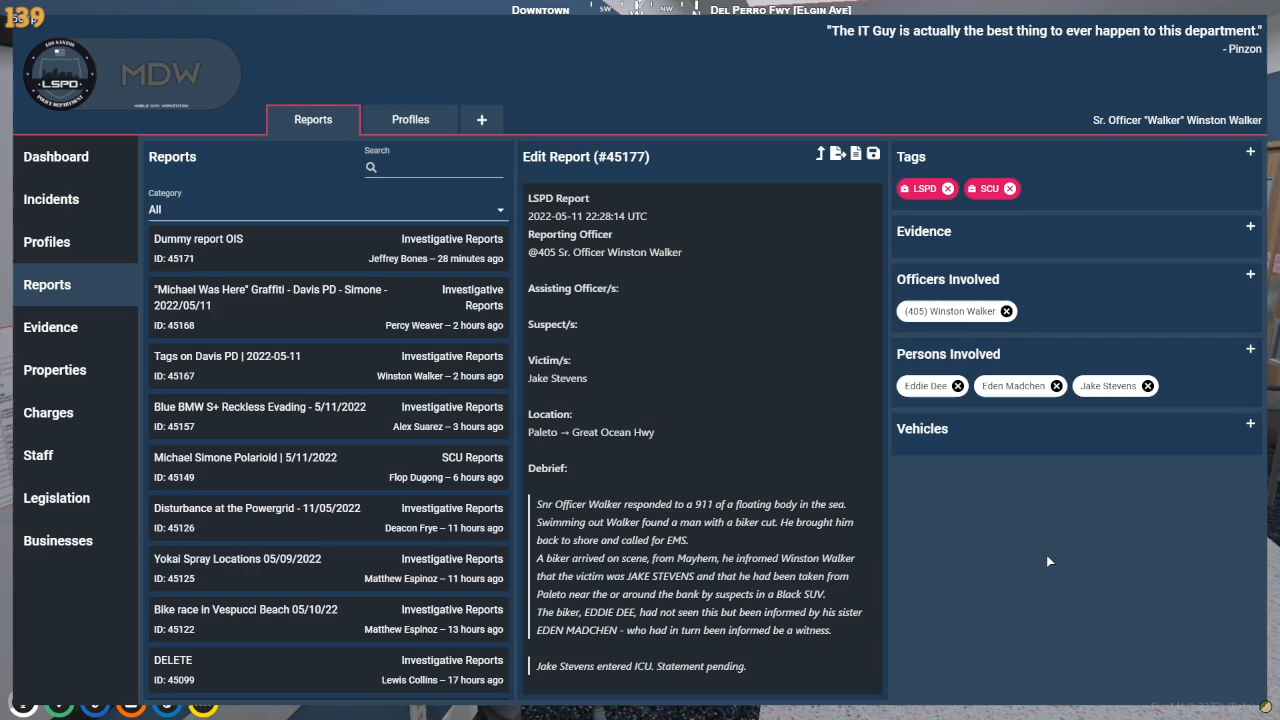 139
DOWNTOWN
SW
NW
DEL PERRO FWY [ELGIN AVE]
"The IT Guy is actually the best thing to ever happen to this department."
- Pinzon
LOS SANTOS
LSPD
POLICE DEPARTMENT
MDW
MOBILE DATA WORKSTATION
Reports
Profiles
+
Sr. Officer "Walker" Winston Walker
Dashboard
Incidents
Profiles
Reports
Evidence
Properties
Charges
Staff
Legislation
Businesses
Reports
Search
Category
All
Dummy report OIS Investigative Reports
ID: 45171 Jeffrey Bones – 28 minutes ago
"Michael Was Here" Graffiti - Davis PD - Simone - Investigative
2022/05/11 Reports
ID: 45168 Percy Weaver – 2 hours ago
Tags on Davis PD | 2022-05-11 Investigative Reports
ID: 45167 Winston Walker – 2 hours ago
Blue BMW S+ Reckless Evading - 5/11/2022 Investigative Reports
ID: 45157 Alex Suarez – 3 hours ago
Michael Simone Polarioid | 5/11/2022 SCU Reports
ID: 45149 Flop Dugong – 6 hours ago
Disturbance at the Powergrid - 11/05/2022 Investigative Reports
ID: 45126 Deacon Frye – 11 hours ago
Yokai Spray Locations 05/09/2022 Investigative Reports
ID: 45125 Matthew Espinoz – 11 hours ago
Bike race in Vespucci Beach 05/10/22 Investigative Reports
ID: 45122 Matthew Espinoz – 13 hours ago
DELETE Investigative Reports
ID: 45099 Lewis Collins – 17 hours ago
Edit Report (#45177)
LSPD Report
2022-05-11 22:28:14 UTC
Reporting Officer
@405 Sr. Officer Winston Walker
Assisting Officer/s:
Suspect/s:
Victim/s:
Jake Stevens
Location:
Paleto → Great Ocean Hwy
Debrief:
Snr Officer Walker responded to a 911 of a floating body in the sea.
Swimming out Walker found a man with a biker cut. He brought him
back to shore and called for EMS.
A biker arrived on scene, from Mayhem, he infromed Winston Walker
that the victim was JAKE STEVENS and that he had been taken from
Paleto near the or around the bank by suspects in a Black SUV.
The biker, EDDIE DEE, had not seen this but been informed by his sister
EDEN MADCHEN - who had in turn been informed be a witness.
Jake Stevens entered ICU. Statement pending.
Tags +
LSPD SCU
Evidence +
Officers Involved +
(405) Winston Walker
Persons Involved +
Eddie Dee Eden Madchen Jake Stevens
Vehicles +